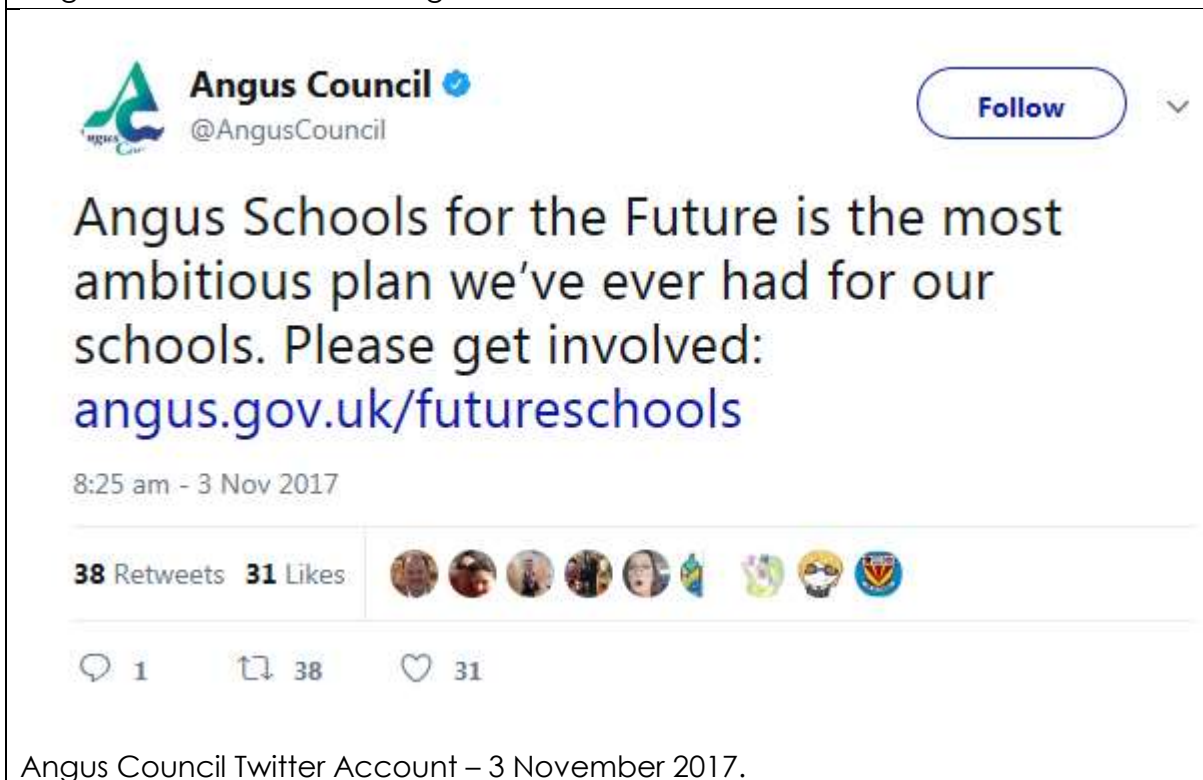 Angus Council
@AngusCouncil
Follow
Angus Schools for the Future is the most
ambitious plan we've ever had for our
schools. Please get involved:
angus.gov.uk/futureschools
8:25 am - 3 Nov 2017
38 Retweets 31 Likes
1 38 31
Angus Council Twitter Account – 3 November 2017.